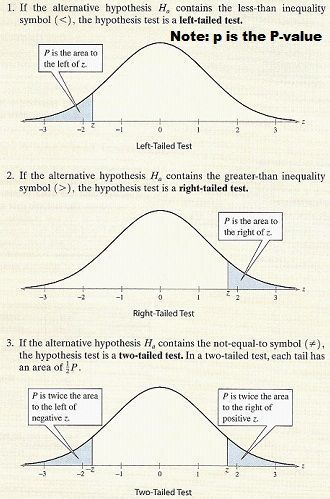 1. If the alternative hypothesis Hₐ contains the less-than inequality
symbol (<), the hypothesis test is a left-tailed test.
Note: p is the P-value
P is the area to
the left of z.
-3 -2 z -1 0 1 2 3 z
Left-Tailed Test
2. If the alternative hypothesis Hₐ contains the greater-than inequality
symbol (>), the hypothesis test is a right-tailed test.
P is the area to
the right of z.
-3 -2 -1 0 1 z 2 3 z
Right-Tailed Test
3. If the alternative hypothesis Hₐ contains the not-equal-to symbol (≠),
the hypothesis test is a two-tailed test. In a two-tailed test, each tail has
an area of ½P.
P is twice the area
to the left of
negative z.
P is twice the area
to the right of
positive z.
-3 -2 -z -1 0 1 z 2 3 z
Two-Tailed Test